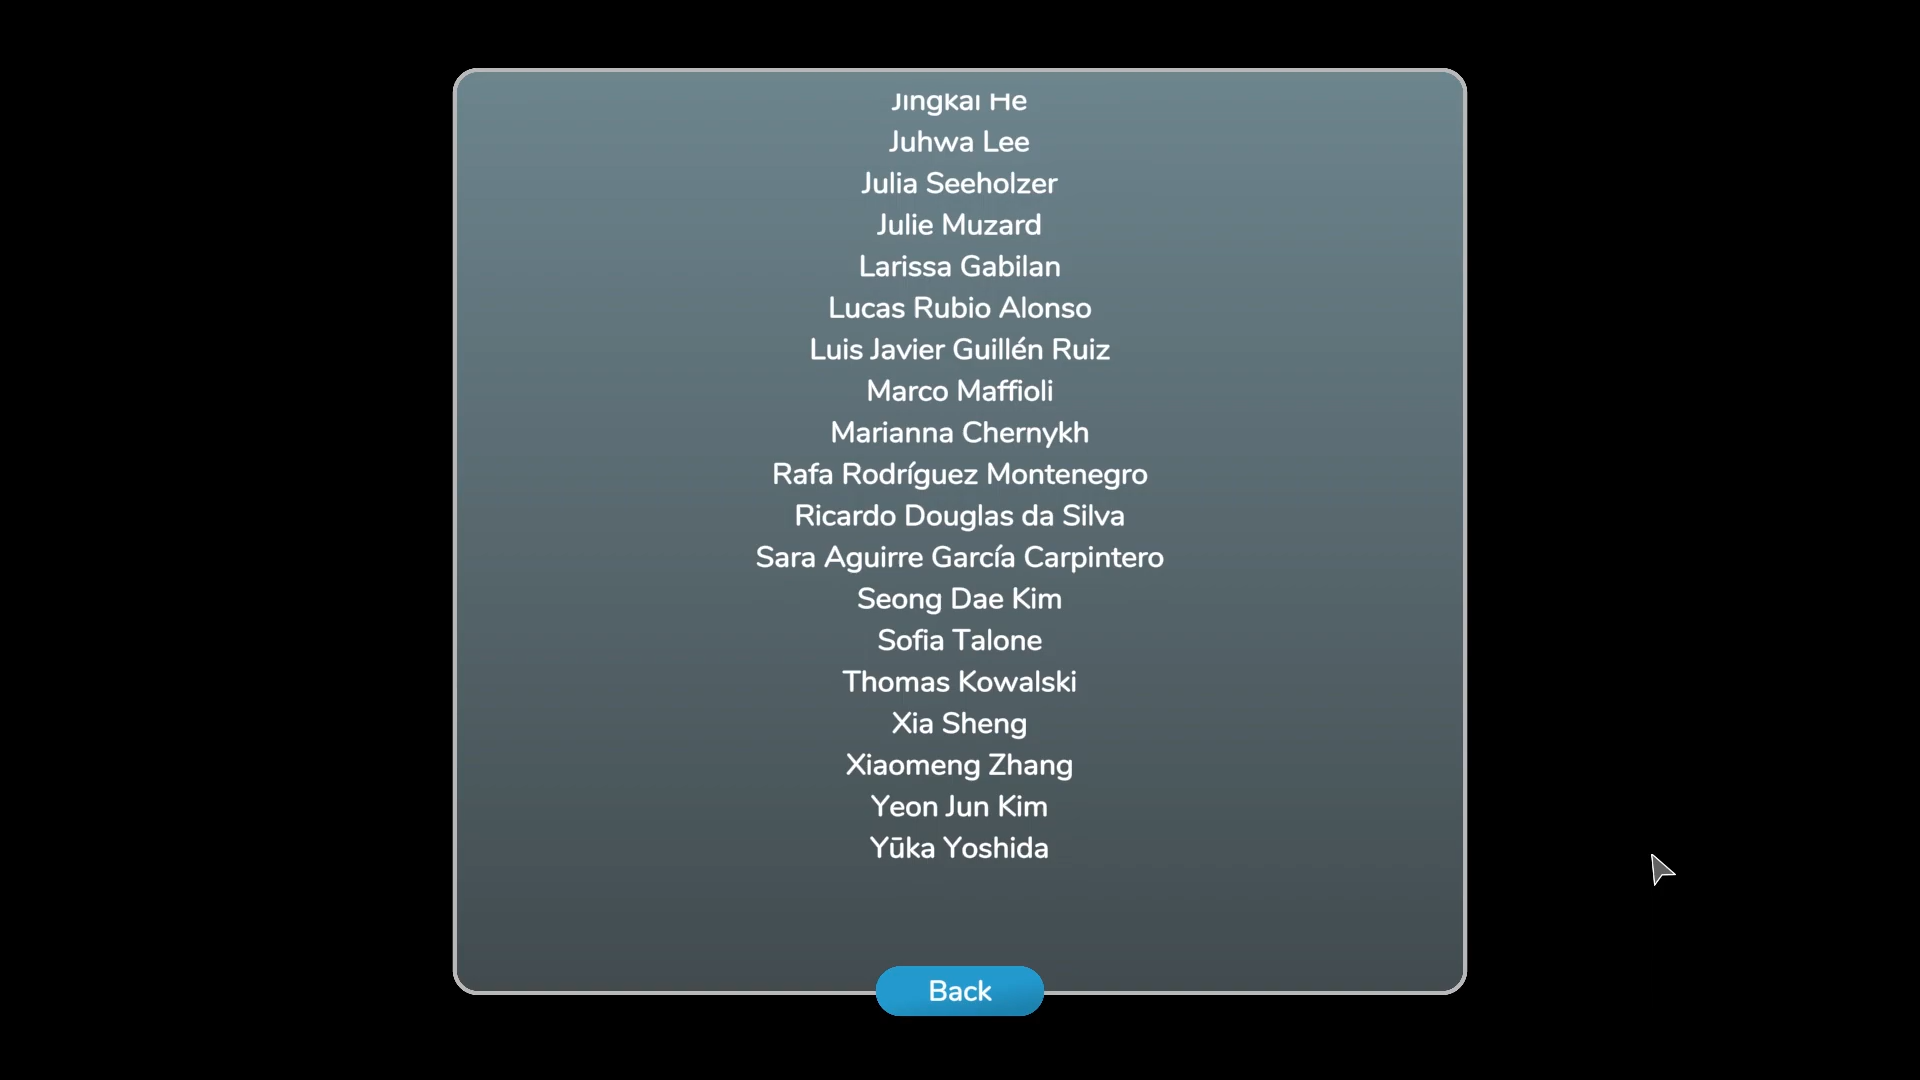 Jingkai He
Juhwa Lee
Julia Seeholzer
Julie Muzard
Larissa Gabilan
Lucas Rubio Alonso
Luis Javier Guillén Ruiz
Marco Maffioli
Marianna Chernykh
Rafa Rodríguez Montenegro
Ricardo Douglas da Silva
Sara Aguirre García Carpintero
Seong Dae Kim
Sofia Talone
Thomas Kowalski
Xia Sheng
Xiaomeng Zhang
Yeon Jun Kim
Yūka Yoshida
Back